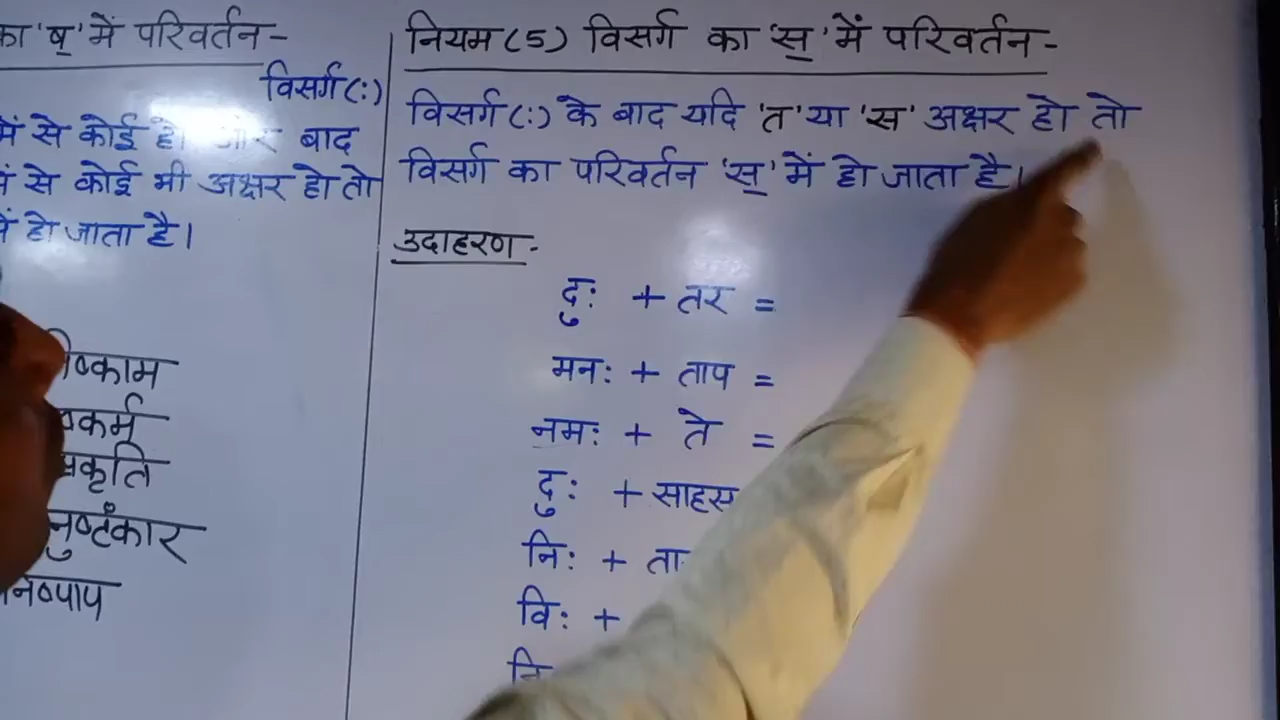 का 'ष्' में परिवर्तन-
विसर्ग(ः)
में से कोई हो और बाद
में से कोई भी अक्षर हो तो
में हो जाता है।
नियम(5) विसर्ग का 'स्' में परिवर्तन-
विसर्ग(ः) के बाद यदि 'त' या 'स' अक्षर हो तो
विसर्ग का परिवर्तन 'स्' में हो जाता है।
उदाहरण-
दुः + तर =
मनः + ताप =
नमः + ते =
दुः + साहस
निः + ता
विः +
नि